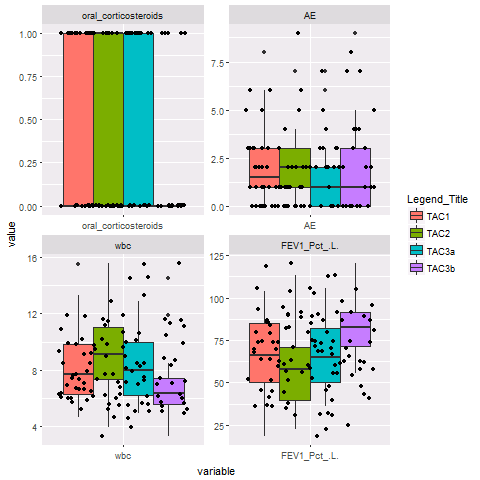 oral_corticosteroids
AE
1.00
0.75
0.50
0.25
0.00
7.5
5.0
2.5
0.0
oral_corticosteroids
AE
wbc
FEV1_Pct_.L.
16
12
8
4
125
100
75
50
25
wbc
FEV1_Pct_.L.
value
variable
Legend_Title
TAC1
TAC2
TAC3a
TAC3b